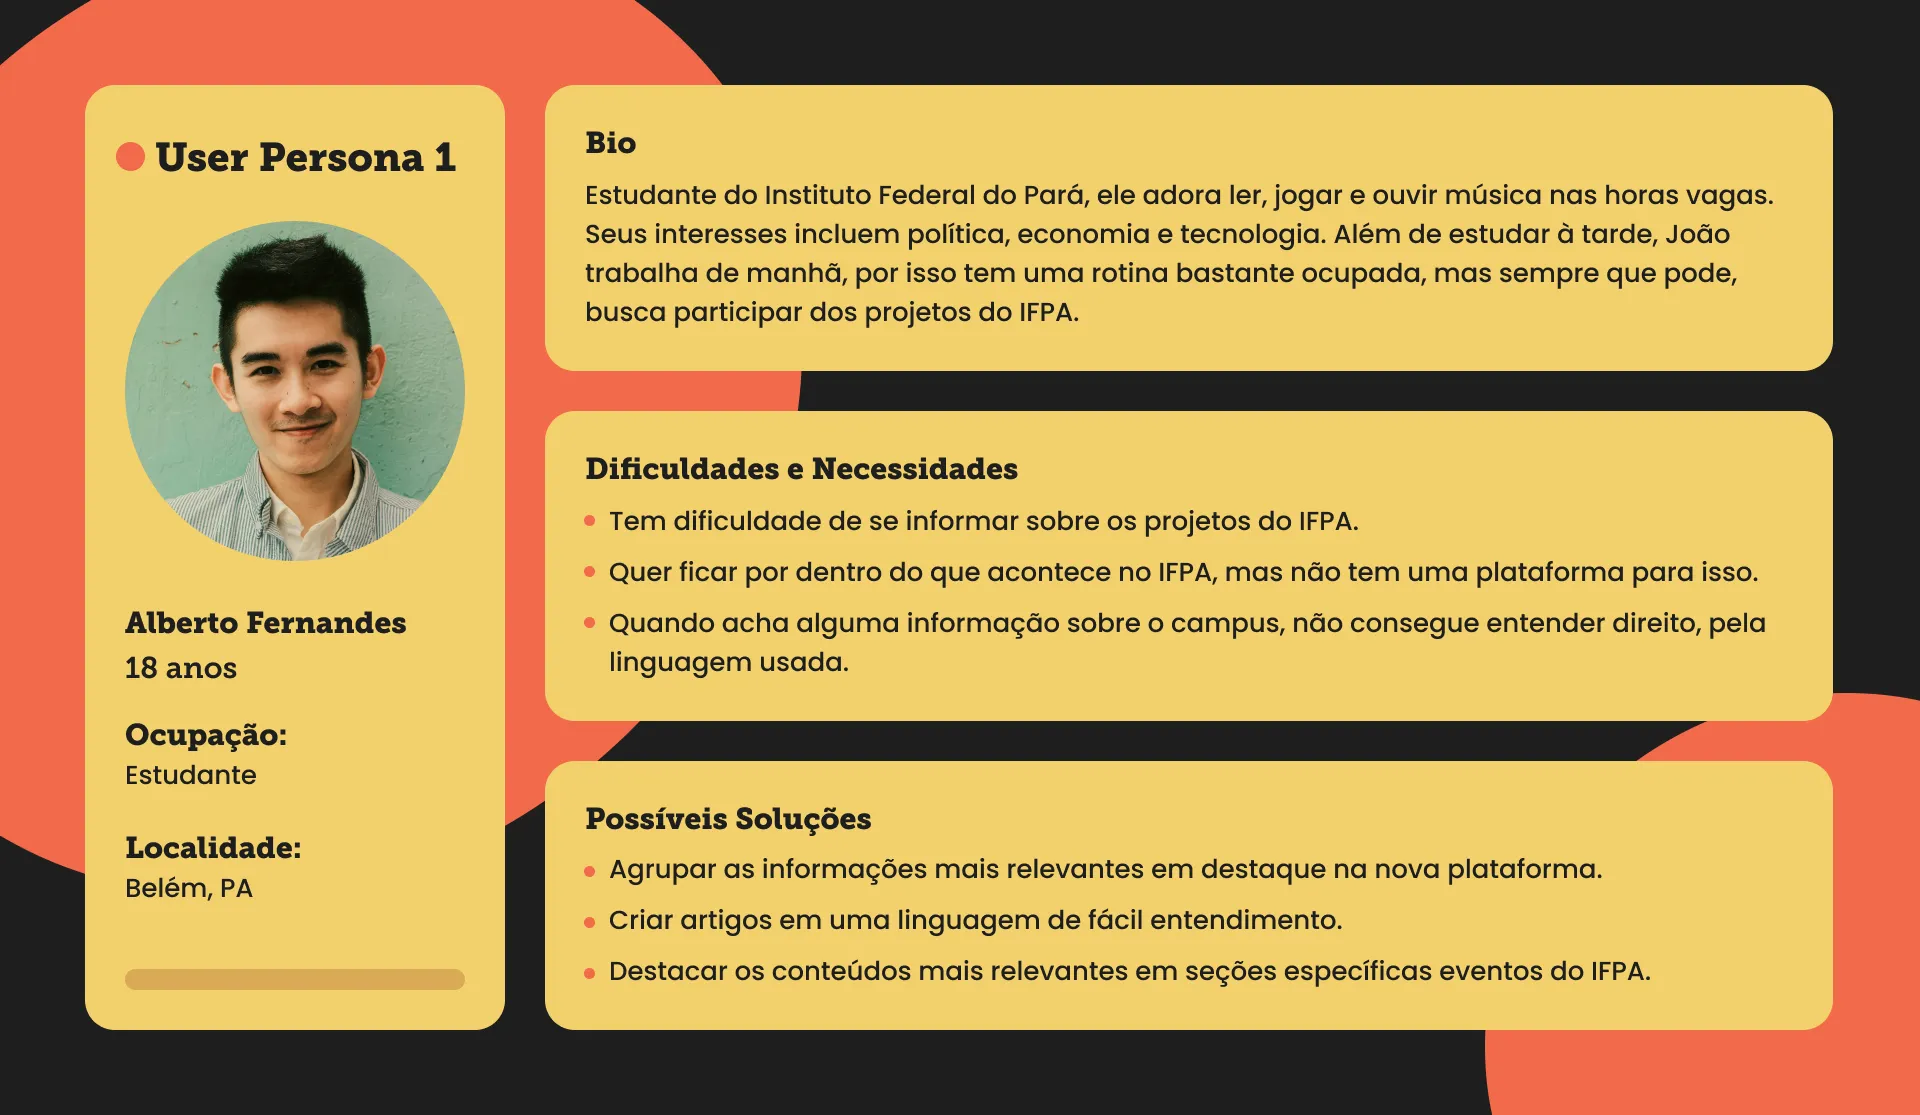 User Persona 1
Alberto Fernandes
18 anos
Ocupação:
Estudante
Localidade:
Belém, PA
Bio
Estudante do Instituto Federal do Pará, ele adora ler, jogar e ouvir música nas horas vagas.
Seus interesses incluem política, economia e tecnologia. Além de estudar à tarde, João
trabalha de manhã, por isso tem uma rotina bastante ocupada, mas sempre que pode,
busca participar dos projetos do IFPA.
Dificuldades e Necessidades
Tem dificuldade de se informar sobre os projetos do IFPA.
Quer ficar por dentro do que acontece no IFPA, mas não tem uma plataforma para isso.
Quando acha alguma informação sobre o campus, não consegue entender direito, pela
linguagem usada.
Possíveis Soluções
Agrupar as informações mais relevantes em destaque na nova plataforma.
Criar artigos em uma linguagem de fácil entendimento.
Destacar os conteúdos mais relevantes em seções específicas eventos do IFPA.